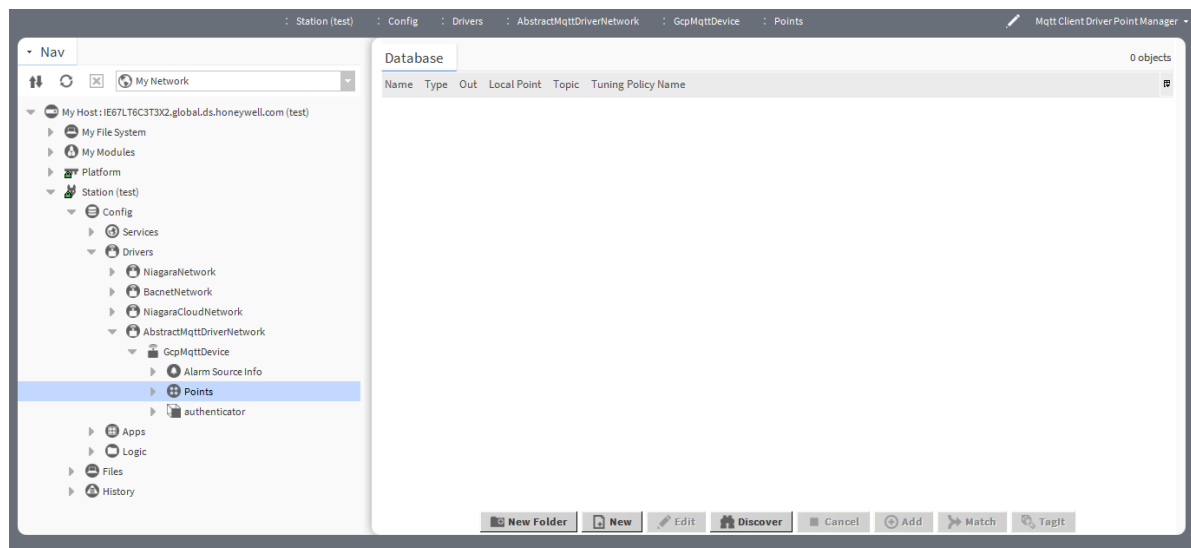 Station (test) : Config : Drivers : AbstractMqttDriverNetwork : GcpMqttDevice : Points Mqtt Client Driver Point Manager
Nav
My Network
My Host : IE67LT6C3T3X2.global.ds.honeywell.com (test)
My File System
My Modules
Platform
Station (test)
Config
Services
Drivers
NiagaraNetwork
BacnetNetwork
NiagaraCloudNetwork
AbstractMqttDriverNetwork
GcpMqttDevice
Alarm Source Info
Points
authenticator
Apps
Logic
Files
History
Database 0 objects
Name Type Out Local Point Topic Tuning Policy Name
New Folder New Edit Discover Cancel Add Match TagIt